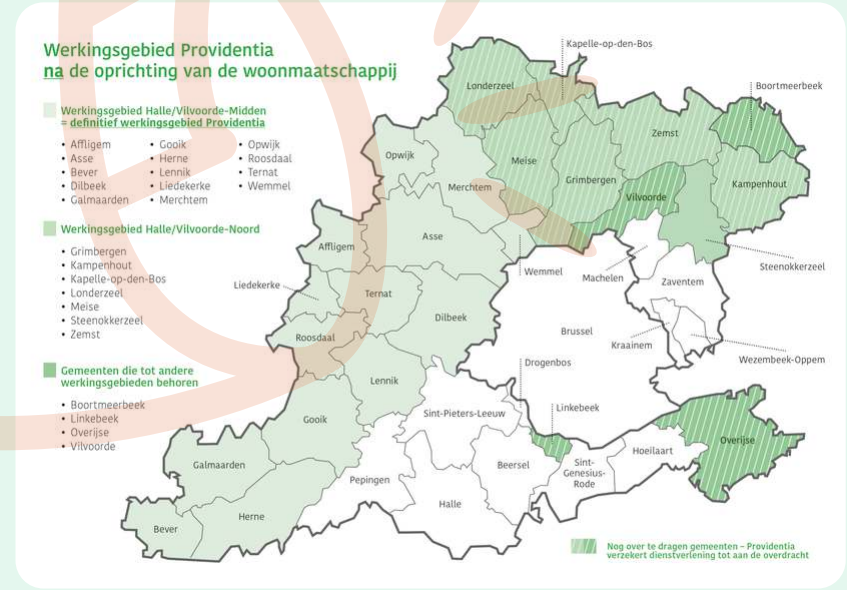 Werkingsgebied Providentia
na de oprichting van de woonmaatschappij
Werkingsgebied Halle/Vilvoorde-Midden
= definitief werkingsgebied Providentia
• Affligem
• Asse
• Bever
• Dilbeek
• Galmaarden
• Gooik
• Herne
• Lennik
• Liedekerke
• Merchtem
• Opwijk
• Roosdaal
• Ternat
• Wemmel
Werkingsgebied Halle/Vilvoorde-Noord
• Grimbergen
• Kampenhout
• Kapelle-op-den-Bos
• Londerzeel
• Meise
• Steenokkerzeel
• Zemst
Gemeenten die tot andere
werkingsgebieden behoren
• Boortmeerbeek
• Linkebeek
• Overijse
• Vilvoorde
Kapelle-op-den-Bos
Londerzeel
Boortmeerbeek
Zemst
Opwijk
Meise
Grimbergen
Kampenhout
Merchtem
Vilvoorde
Asse
Affligem
Steenokkerzeel
Wemmel
Machelen
Zaventem
Liedekerke
Ternat
Dilbeek
Brussel
Roosdaal
Kraainem
Wezembeek-Oppem
Drogenbos
Lennik
Linkebeek
Sint-Pieters-Leeuw
Gooik
Overijse
Hoeilaart
Galmaarden
Beersel
Sint-
Genesius-
Rode
Pepingen
Halle
Herne
Bever
Nog over te dragen gemeenten – Providentia
verzekert dienstverlening tot aan de overdracht